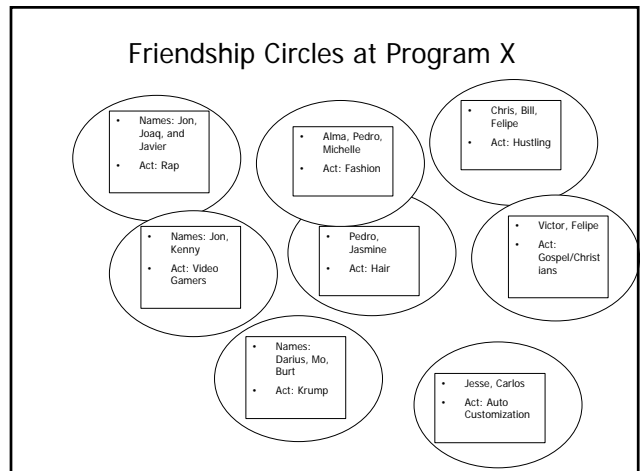 Friendship Circles at Program X
• Names: Jon,
Joaq, and
Javier
• Act: Rap
• Alma, Pedro,
Michelle
• Act: Fashion
• Chris, Bill,
Felipe
• Act: Hustling
• Names: Jon,
Kenny
• Act: Video
Gamers
• Pedro,
Jasmine
• Act: Hair
• Victor, Felipe
• Act:
Gospel/Christ
ians
• Names:
Darius, Mo,
Burt
• Act: Krump
• Jesse, Carlos
• Act: Auto
Customization